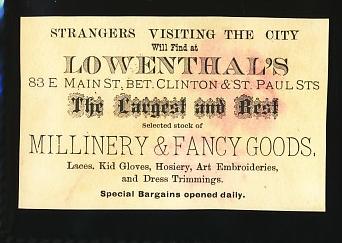 STRANGERS VISITING THE CITY
Will Find at
LOWENTHAL'S
83 E MAIN ST. BET. CLINTON & ST. PAUL STS
The Largest and Best
Selected stock of
MILLINERY & FANCY GOODS,
Laces, Kid Gloves, Hosiery, Art Embroideries,
and Dress Trimmings.
Special Bargains opened daily.